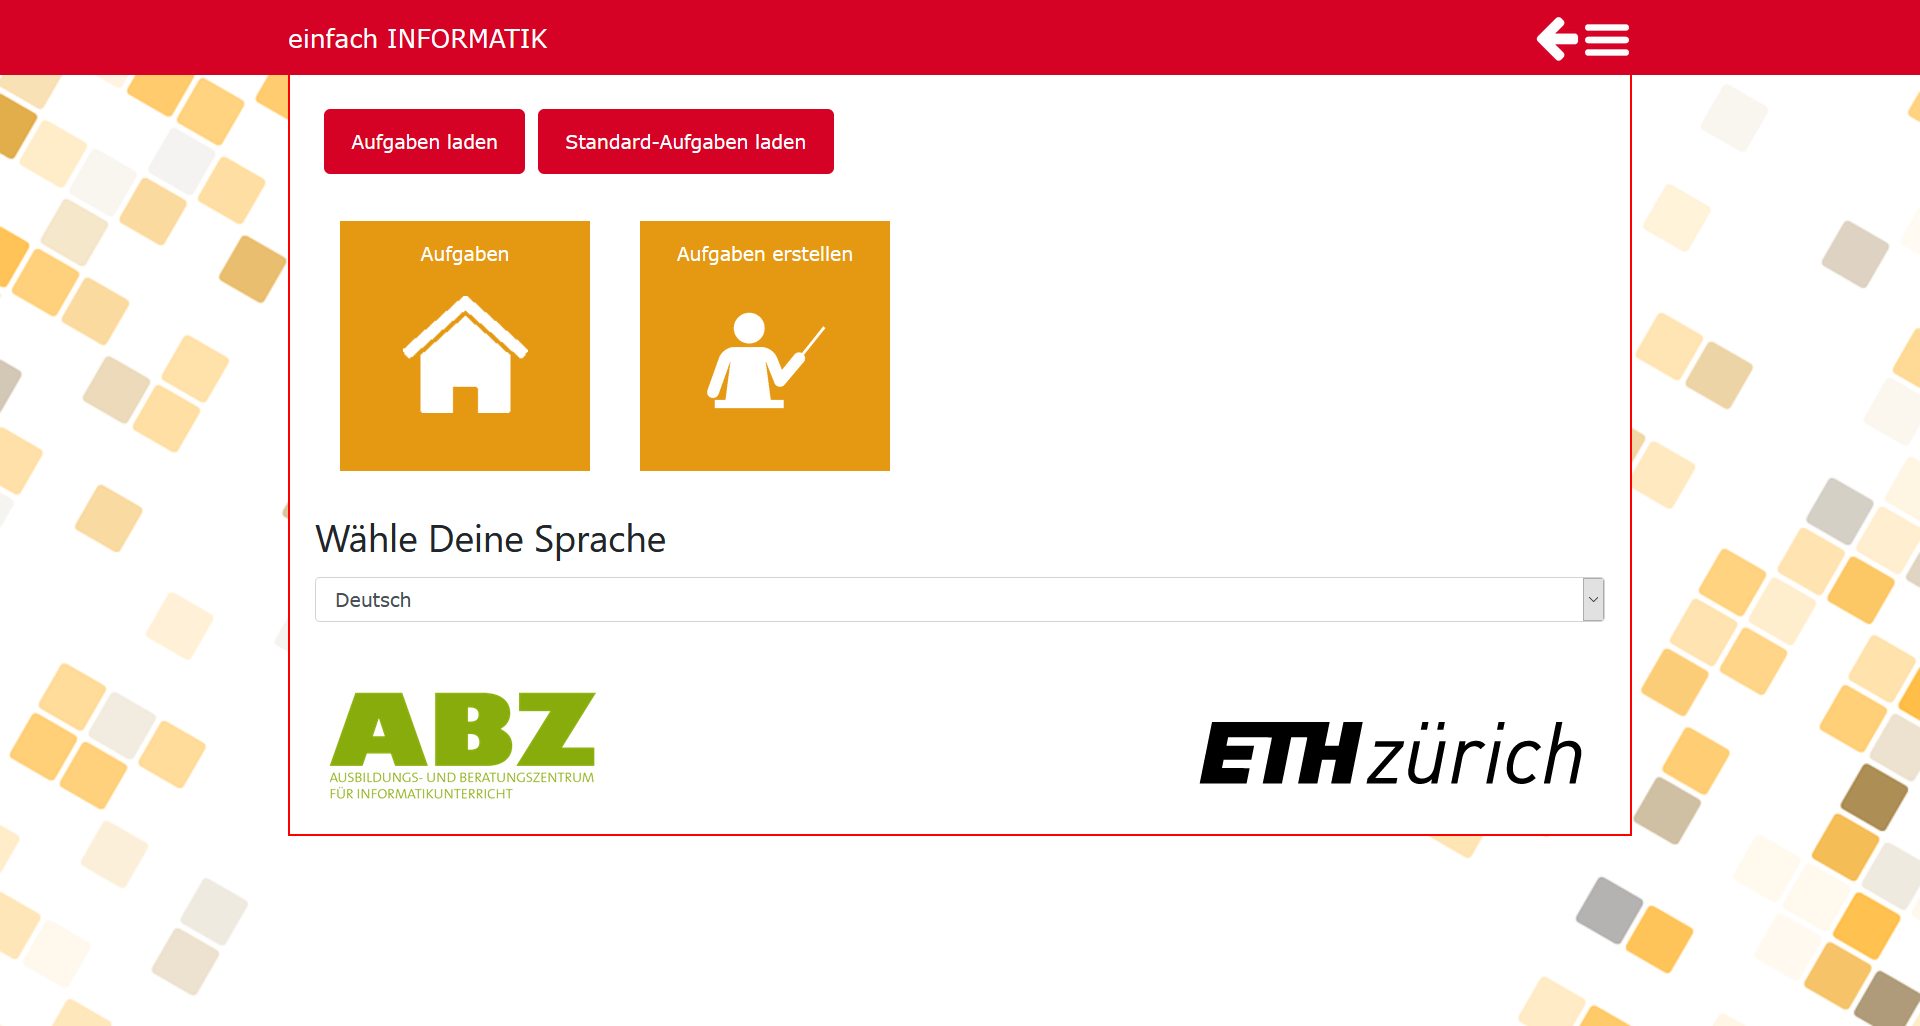 einfach INFORMATIK
Aufgaben laden
Standard-Aufgaben laden
Aufgaben
Aufgaben erstellen
Wähle Deine Sprache
Deutsch
ABZ
AUSBILDUNGS- UND BERATUNGSZENTRUM
FÜR INFORMATIKUNTERRICHT
ETH zürich